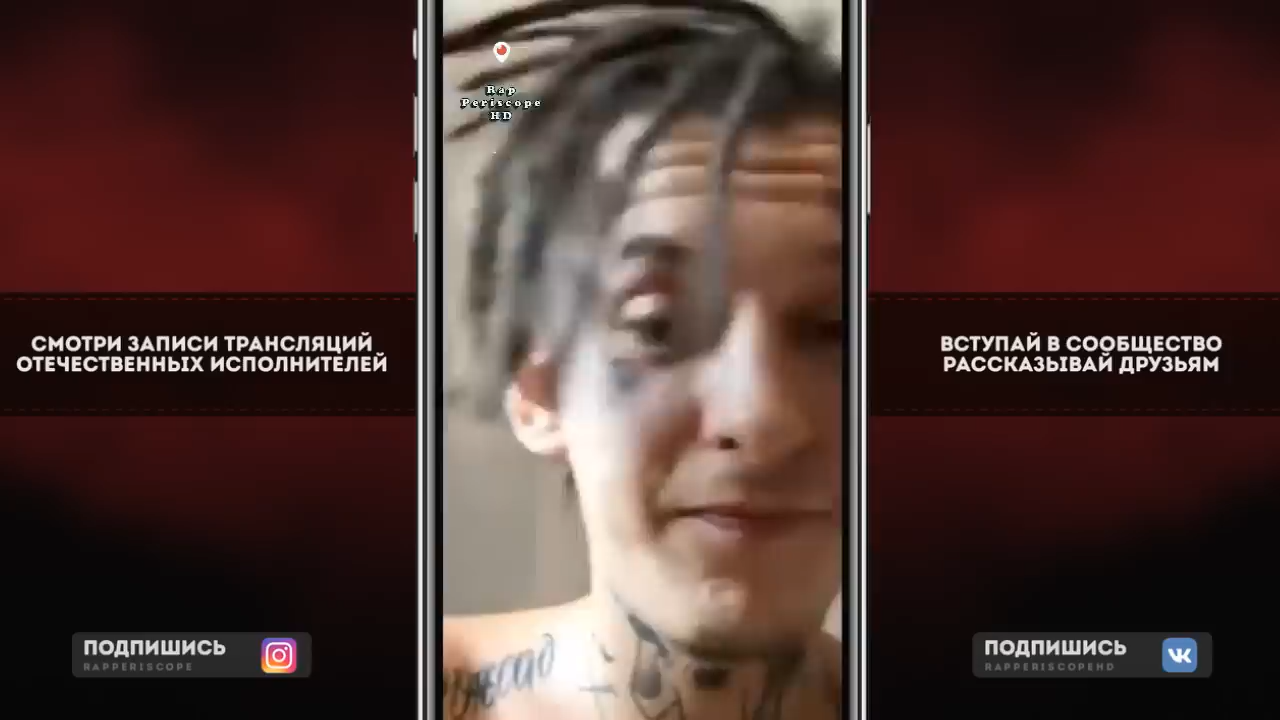 Rap
Periscope
HD
СМОТРИ ЗАПИСИ ТРАНСЛЯЦИЙ
ОТЕЧЕСТВЕННЫХ ИСПОЛНИТЕЛЕЙ
ВСТУПАЙ В СООБЩЕСТВО
РАССКАЗЫВАЙ ДРУЗЬЯМ
ПОДПИШИСЬ
RAPPERISCOPE
ПОДПИШИСЬ
RAPPERISCOPEHD